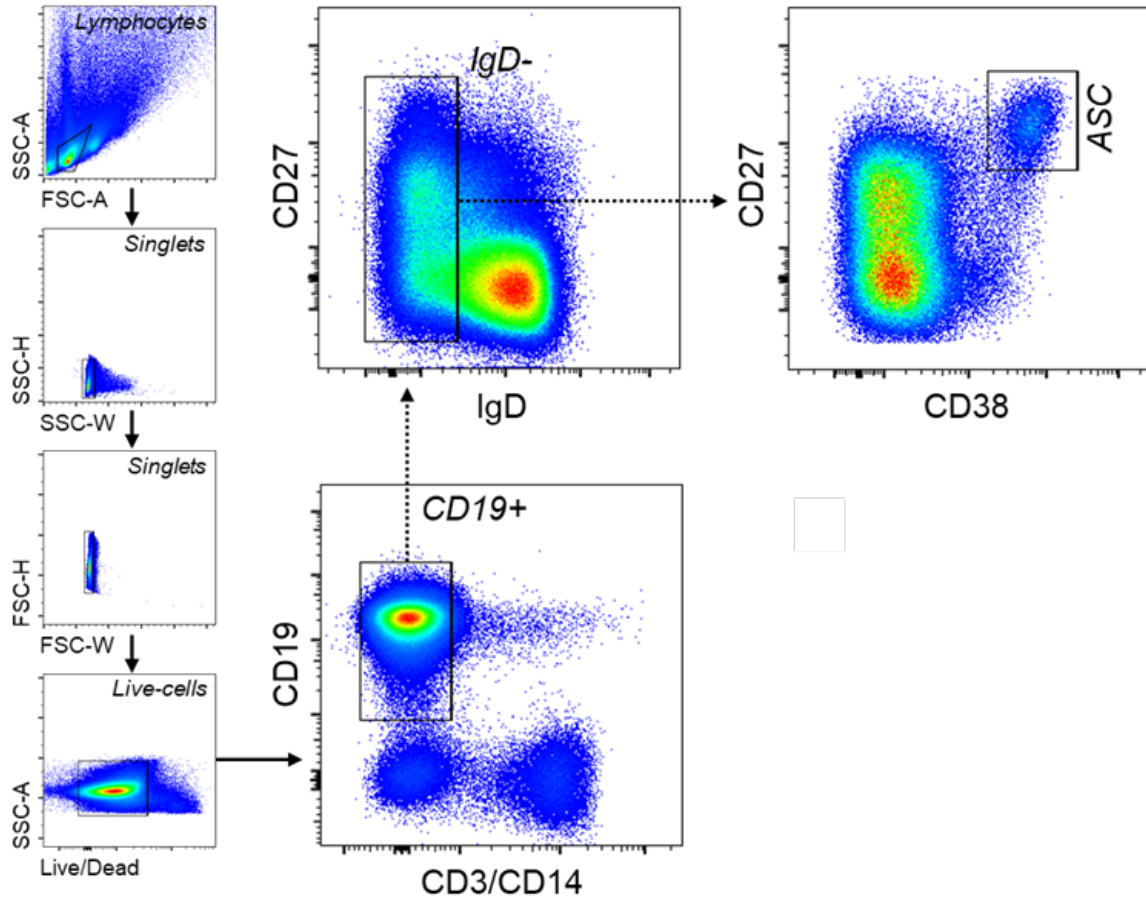 Lymphocytes
SSC-A
FSC-A
Singlets
SSC-H
SSC-W
Singlets
FSC-H
FSC-W
Live-cells
SSC-A
Live/Dead
CD19+
CD19
CD3/CD14
IgD-
CD27
IgD
ASC
CD27
CD38